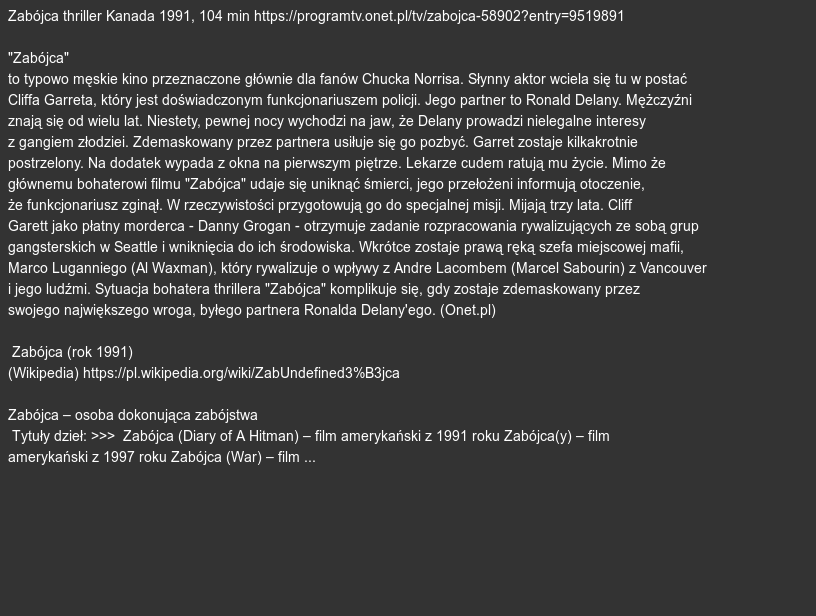 Zabójca thriller Kanada 1991, 104 min https://programtv.onet.pl/tv/zabojca-58902?entry=9519891
"Zabójca"
to typowo męskie kino przeznaczone głównie dla fanów Chucka Norrisa. Słynny aktor wciela się tu w postać
Cliffa Garreta, który jest doświadczonym funkcjonariuszem policji. Jego partner to Ronald Delany. Mężczyźni
znają się od wielu lat. Niestety, pewnej nocy wychodzi na jaw, że Delany prowadzi nielegalne interesy
z gangiem złodziei. Zdemaskowany przez partnera usiłuje się go pozbyć. Garret zostaje kilkakrotnie
postrzelony. Na dodatek wypada z okna na pierwszym piętrze. Lekarze cudem ratują mu życie. Mimo że
głównemu bohaterowi filmu "Zabójca" udaje się uniknąć śmierci, jego przełożeni informują otoczenie,
że funkcjonariusz zginął. W rzeczywistości przygotowują go do specjalnej misji. Mijają trzy lata. Cliff
Garett jako płatny morderca - Danny Grogan - otrzymuje zadanie rozpracowania rywalizujących ze sobą grup
gangsterskich w Seattle i wniknięcia do ich środowiska. Wkrótce zostaje prawą ręką szefa miejscowej mafii,
Marco Luganniego (Al Waxman), który rywalizuje o wpływy z Andre Lacombem (Marcel Sabourin) z Vancouver
i jego ludźmi. Sytuacja bohatera thrillera "Zabójca" komplikuje się, gdy zostaje zdemaskowany przez
swojego największego wroga, byłego partnera Ronalda Delany'ego. (Onet.pl)
Zabójca (rok 1991)
(Wikipedia) https://pl.wikipedia.org/wiki/ZabUndefined3%B3jca
Zabójca – osoba dokonująca zabójstwa
Tytuły dzieł: >>>  Zabójca (Diary of A Hitman) – film amerykański z 1991 roku Zabójca(y) – film
amerykański z 1997 roku Zabójca (War) – film ...